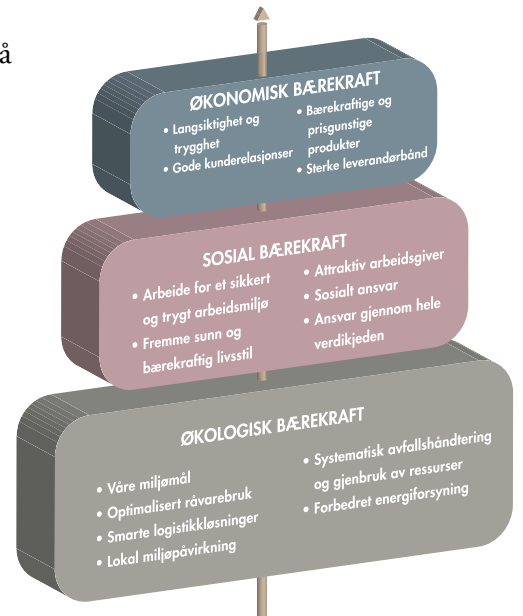 å
ØKONOMISK BÆREKRAFT
• Langsiktighet og
trygghet
• Gode kunderelasjonser
• Bærekraftige og
prisgunstige
produkter
• Sterke leverandørbånd
SOSIAL BÆREKRAFT
• Arbeide for et sikkert
og trygt arbeidsmiljø
• Fremme sunn og
bærekraftig livsstil
• Attraktiv arbeidsgiver
• Sosialt ansvar
• Ansvar gjennom hele
verdikjeden
ØKOLOGISK BÆREKRAFT
• Våre miljømål
• Optimalisert råvarebruk
• Smarte logistikkløsninger
• Lokal miljøpåvirkning
• Systematisk avfallshåndtering
og gjenbruk av ressurser
• Forbedret energiforsyning